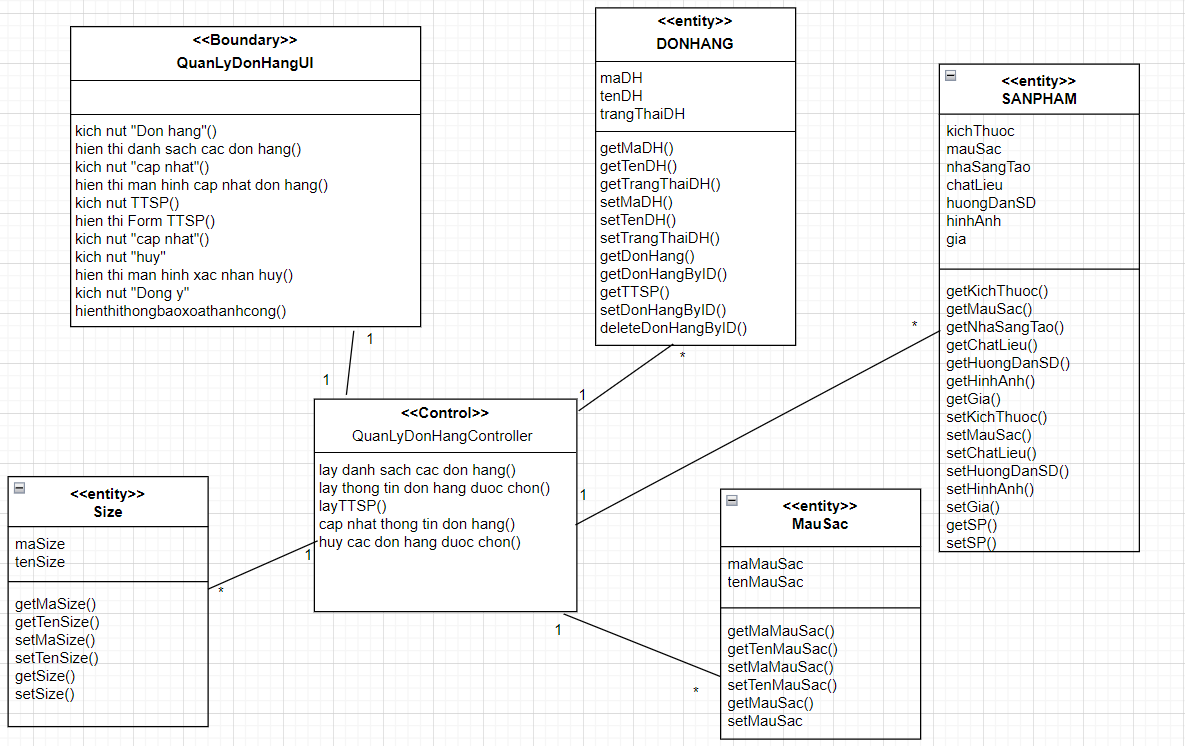 <<Boundary>>
QuanLyDonHangUI
kich nut "Don hang"()
hien thi danh sach cac don hang()
kich nut "cap nhat"()
hien thi man hinh cap nhat don hang()
kich nut TTSP()
hien thi Form TTSP()
kich nut "cap nhat"()
kich nut "huy"
hien thi man hinh xac nhan huy()
kich nut "Dong y"
hienthithongbaoxoathanhcong()
<<entity>>
DONHANG
maDH
tenDH
trangThaiDH
getMaDH()
getTenDH()
getTrangThaiDH()
setMaDH()
setTenDH()
setTrangThaiDH()
getDonHang()
getDonHangByID()
getTTSP()
setDonHangByID()
deleteDonHangByID()
<<entity>>
SANPHAM
kichThuoc
mauSac
nhaSangTao
chatLieu
huongDanSD
hinhAnh
gia
getKichThuoc()
getMauSac()
getNhaSangTao()
getChatLieu()
getHuongDanSD()
getHinhAnh()
getGia()
setKichThuoc()
setMauSac()
setChatLieu()
setHuongDanSD()
setHinhAnh()
setGia()
getSP()
setSP()
1
1
*
1
*
1
<<Control>>
QuanLyDonHangController
lay danh sach cac don hang()
lay thong tin don hang duoc chon()
layTTSP()
cap nhat thong tin don hang()
huy cac don hang duoc chon()
1
*
1
*
<<entity>>
Size
maSize
tenSize
getMaSize()
getTenSize()
setMaSize()
setTenSize()
getSize()
setSize()
<<entity>>
MauSac
maMauSac
tenMauSac
getMaMauSac()
getTenMauSac()
setMaMauSac()
setTenMauSac()
getMauSac()
setMauSac